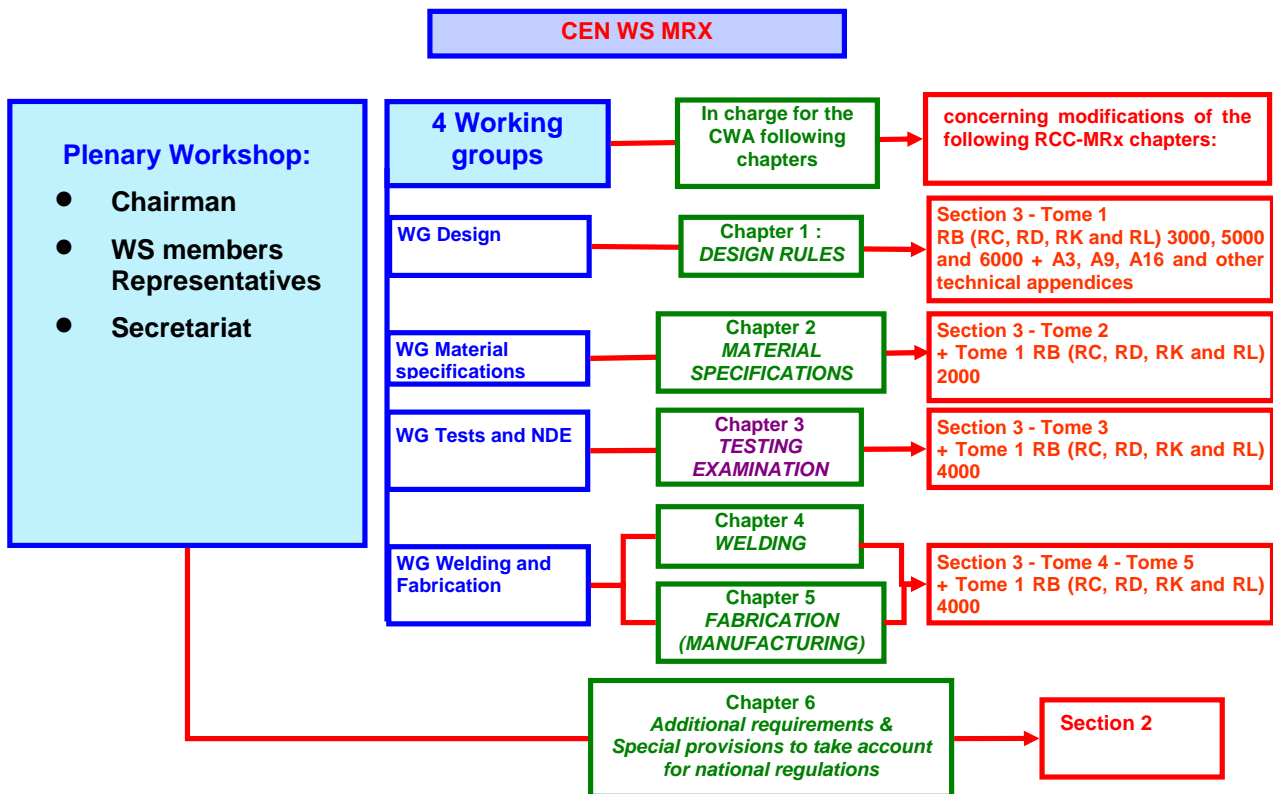 CEN WS MRX
Plenary Workshop:
● Chairman
● WS members
Representatives
● Secretariat
4 Working
groups
In charge for the
CWA following
chapters
concerning modifications of the
following RCC-MRx chapters:
WG Design
Chapter 1 :
DESIGN RULES
Section 3 - Tome 1
RB (RC, RD, RK and RL) 3000, 5000
and 6000 + A3, A9, A16 and other
technical appendices
WG Material
specifications
Chapter 2
MATERIAL
SPECIFICATIONS
Section 3 - Tome 2
+ Tome 1 RB (RC, RD, RK and RL)
2000
WG Tests and NDE
Chapter 3
TESTING
EXAMINATION
Section 3 - Tome 3
+ Tome 1 RB (RC, RD, RK and RL)
4000
WG Welding and
Fabrication
Chapter 4
WELDING
Chapter 5
FABRICATION
(MANUFACTURING)
Section 3 - Tome 4 - Tome 5
+ Tome 1 RB (RC, RD, RK and RL)
4000
Chapter 6
Additional requirements &
Special provisions to take account
for national regulations
Section 2